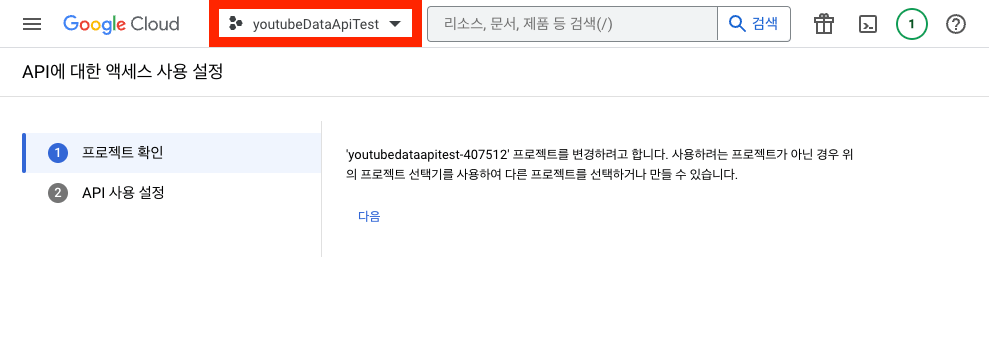 Google Cloud
youtubeDataApiTest
리소스, 문서, 제품 등 검색(/)
검색
1
API에 대한 액세스 사용 설정
1 프로젝트 확인
2 API 사용 설정
'youtubedataapitest-407512' 프로젝트를 변경하려고 합니다. 사용하려는 프로젝트가 아닌 경우 위
의 프로젝트 선택기를 사용하여 다른 프로젝트를 선택하거나 만들 수 있습니다.
다음